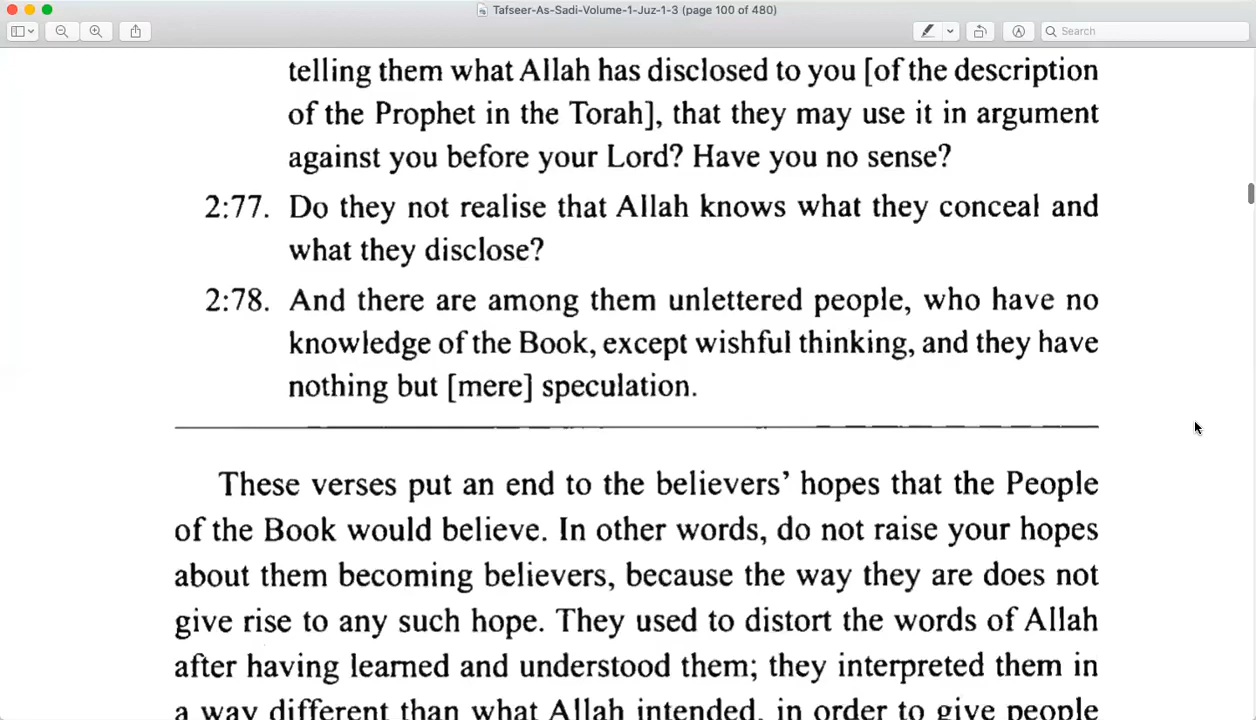 Tafseer-As-Sadi-Volume-1-Juz-1-3 (page 100 of 480)
Search
telling them what Allah has disclosed to you [of the description
of the Prophet in the Torah], that they may use it in argument
against you before your Lord? Have you no sense?
2:77. Do they not realise that Allah knows what they conceal and
what they disclose?
2:78. And there are among them unlettered people, who have no
knowledge of the Book, except wishful thinking, and they have
nothing but [mere] speculation.
These verses put an end to the believers’ hopes that the People
of the Book would believe. In other words, do not raise your hopes
about them becoming believers, because the way they are does not
give rise to any such hope. They used to distort the words of Allah
after having learned and understood them; they interpreted them in
a way different than what Allah intended, in order to give people